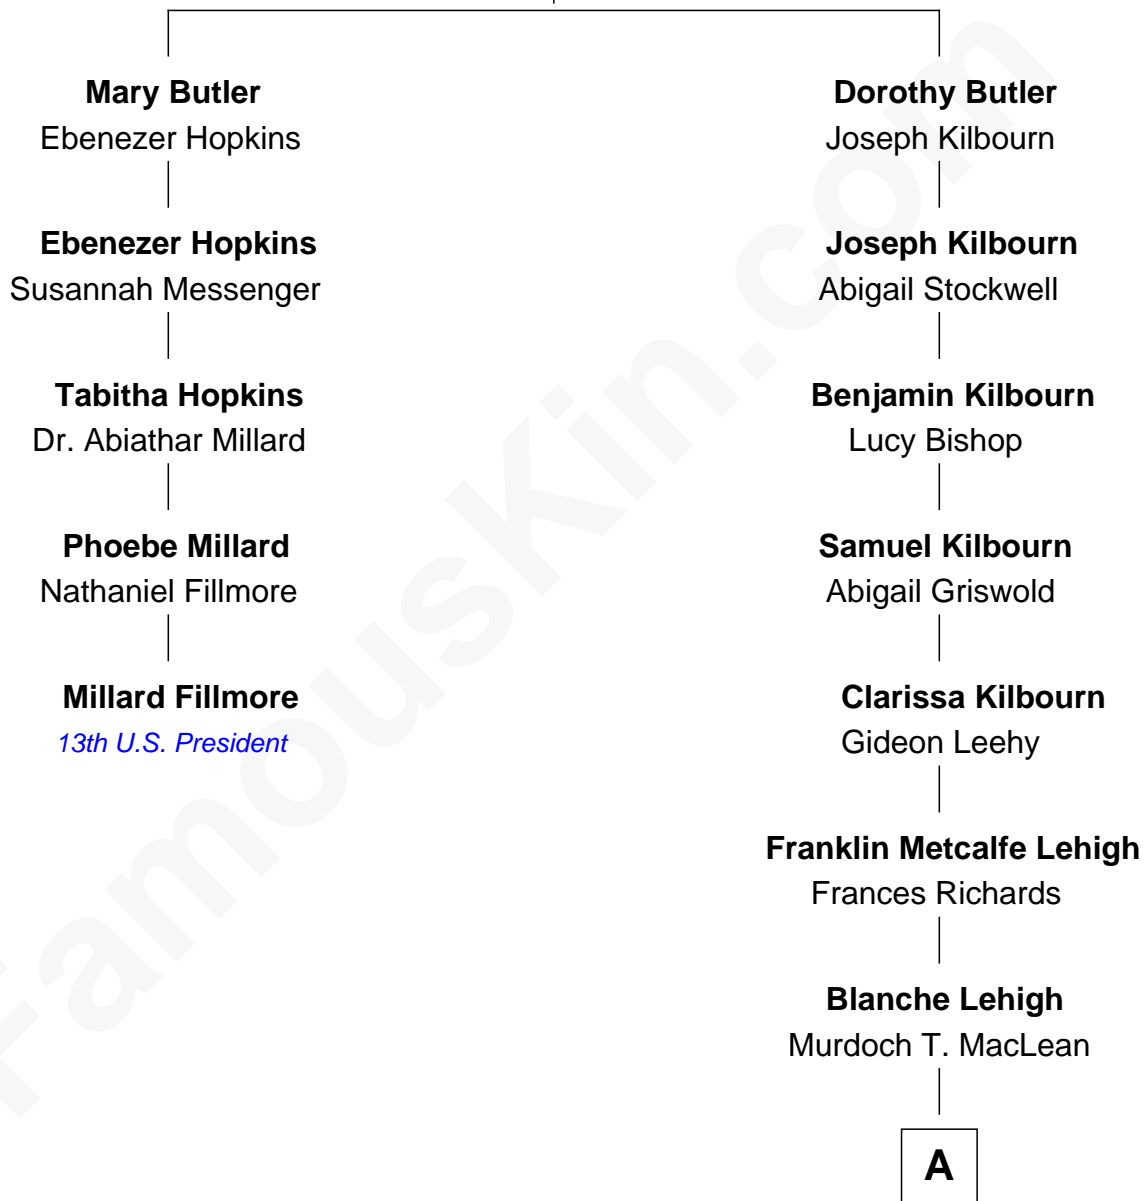 Mary Butler
Ebenezer Hopkins
Ebenezer Hopkins
Susannah Messenger
Tabitha Hopkins
Dr. Abiathar Millard
Phoebe Millard
Nathaniel Fillmore
Millard Fillmore
13th U.S. President
Dorothy Butler
Joseph Kilbourn
Joseph Kilbourn
Abigail Stockwell
Benjamin Kilbourn
Lucy Bishop
Samuel Kilbourn
Abigail Griswold
Clarissa Kilbourn
Gideon Leehy
Franklin Metcalfe Lehigh
Frances Richards
Blanche Lehigh
Murdoch T. MacLean
A
FamousKin.com